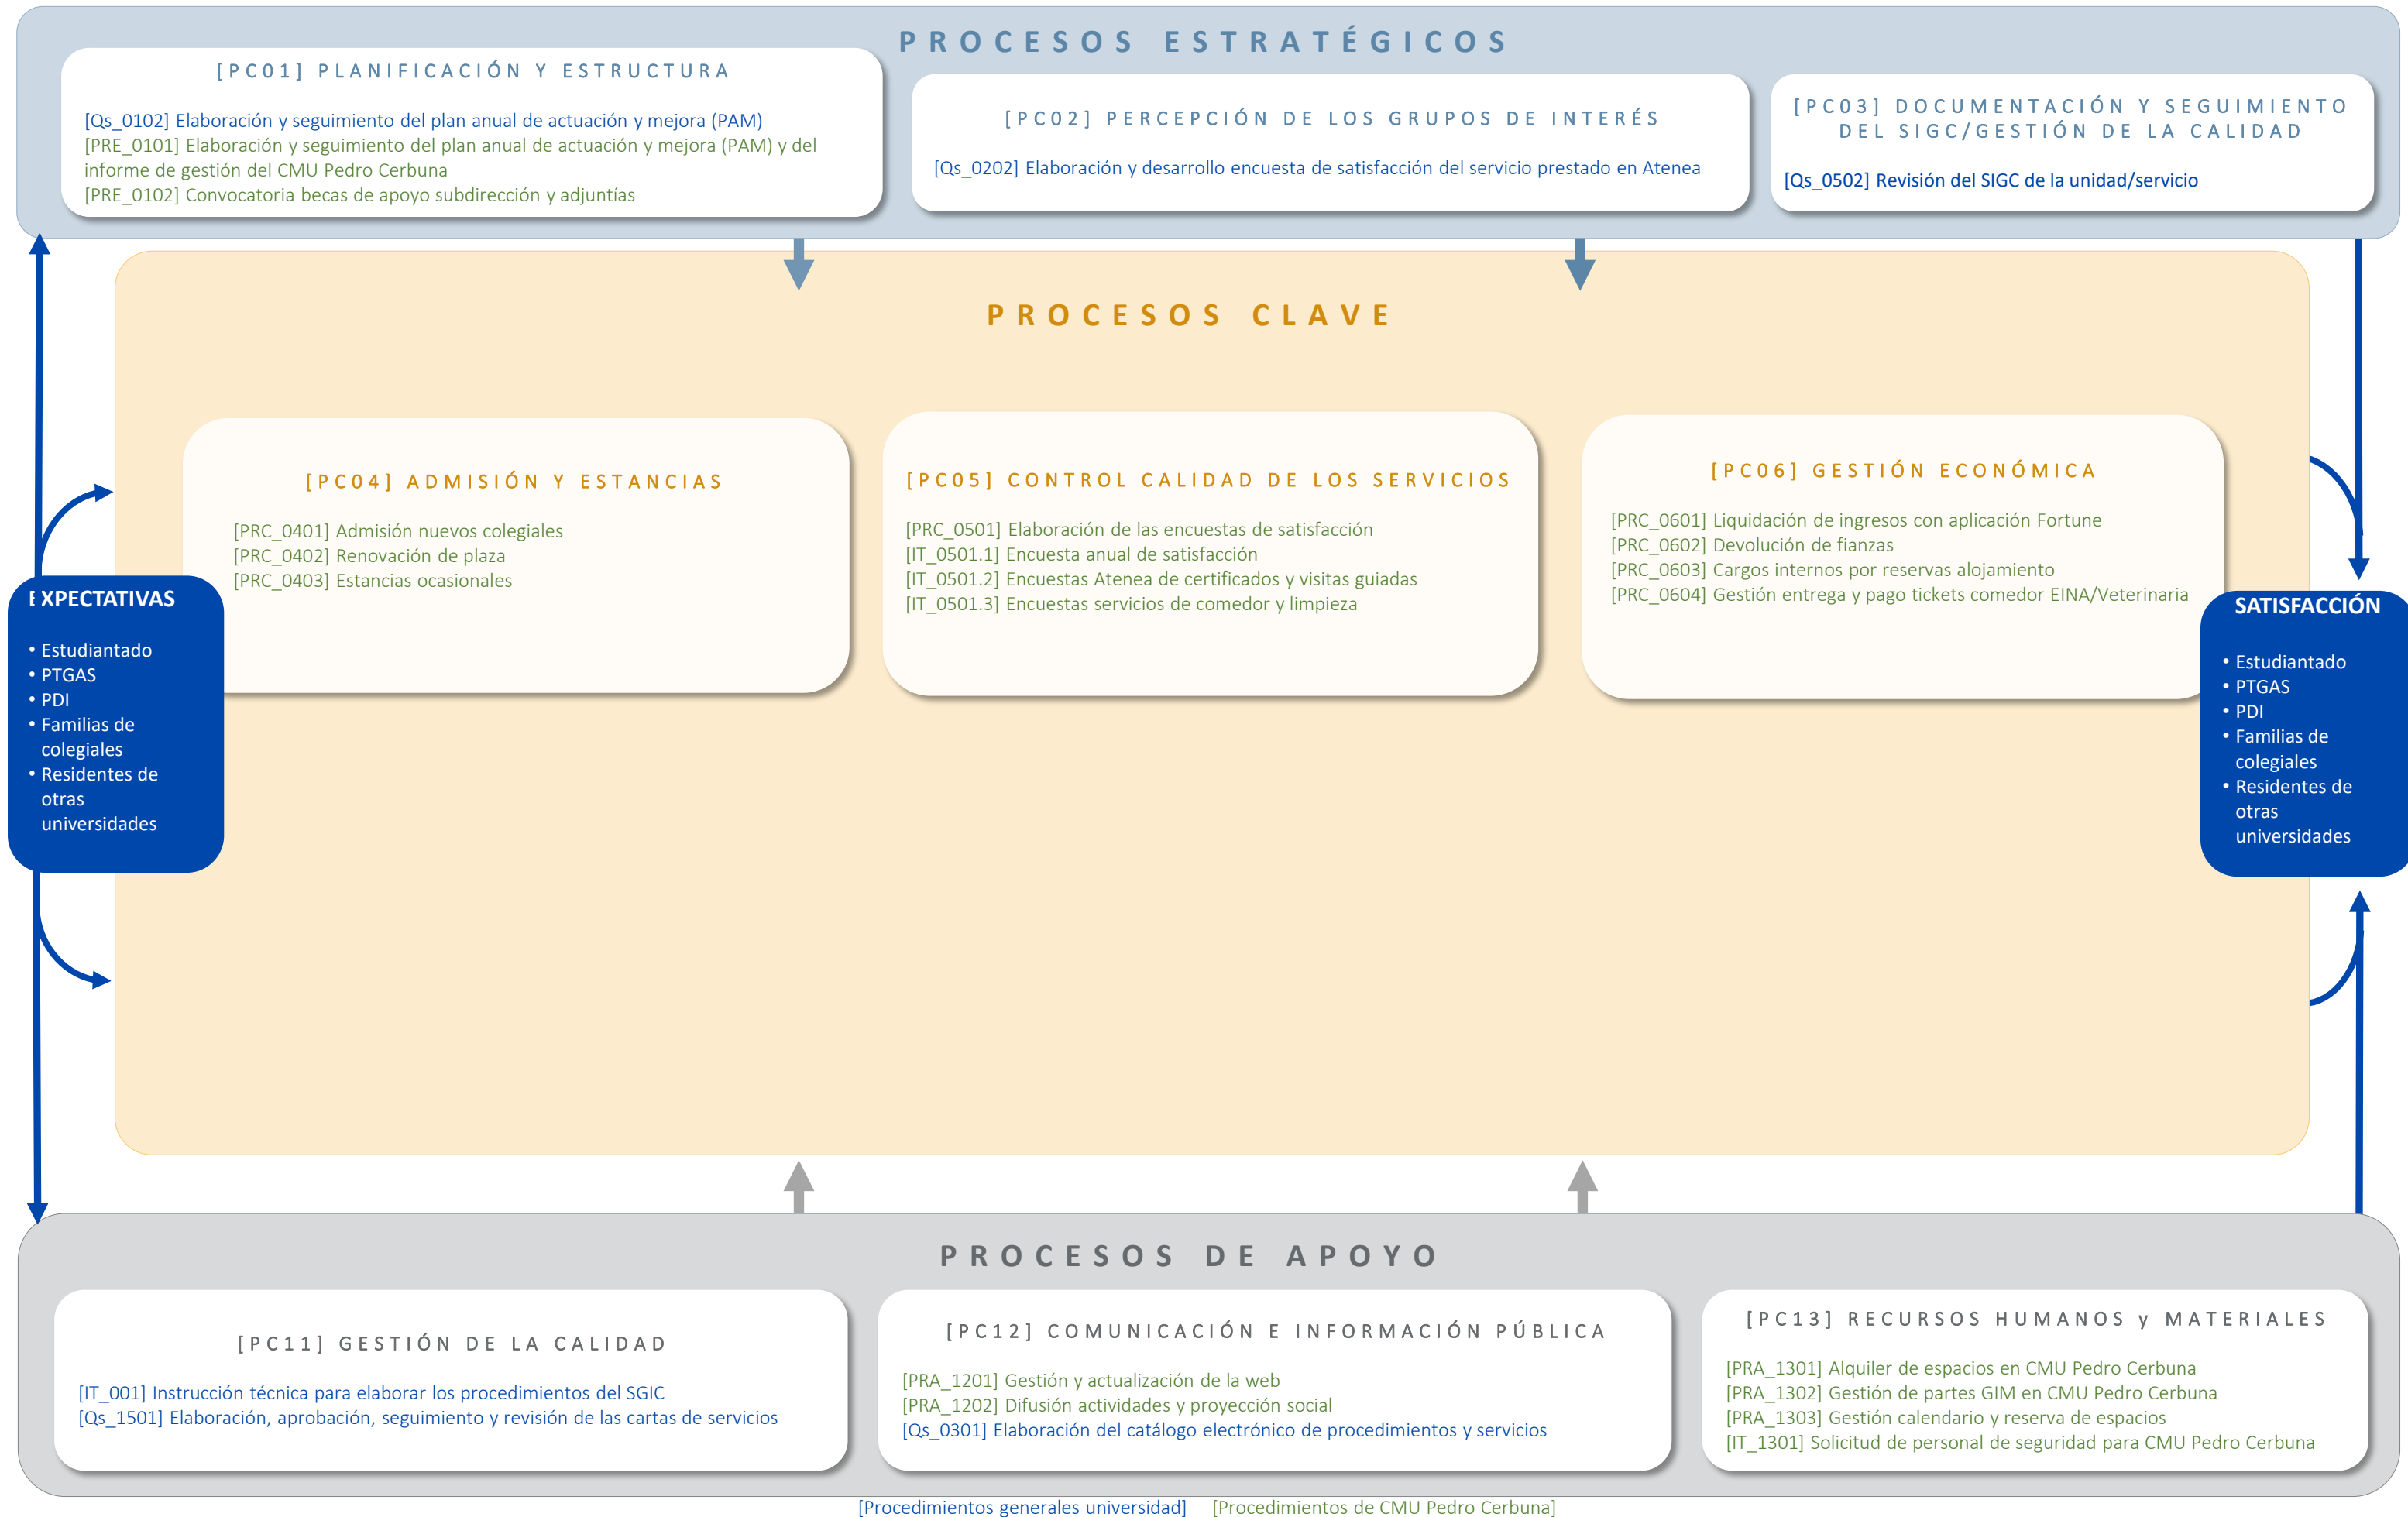 PROCESOS ESTRATÉGICOS
[PC01] PLANIFICACIÓN Y ESTRUCTURA
[Qs_0102] Elaboración y seguimiento del plan anual de actuación y mejora (PAM)
[PRE_0101] Elaboración y seguimiento del plan anual de actuación y mejora (PAM) y del
informe de gestión del CMU Pedro Cerbuna
[PRE_0102] Convocatoria becas de apoyo subdirección y adjuntías
[PC02] PERCEPCIÓN DE LOS GRUPOS DE INTERÉS
[Qs_0202] Elaboración y desarrollo encuesta de satisfacción del servicio prestado en Atenea
[PC03] DOCUMENTACIÓN Y SEGUIMIENTO
DEL SIGC/GESTIÓN DE LA CALIDAD
[Qs_0502] Revisión del SIGC de la unidad/servicio
PROCESOS CLAVE
[PC04] ADMISIÓN Y ESTANCIAS
[PRC_0401] Admisión nuevos colegiales
[PRC_0402] Renovación de plaza
[PRC_0403] Estancias ocasionales
[PC05] CONTROL CALIDAD DE LOS SERVICIOS
[PRC_0501] Elaboración de las encuestas de satisfacción
[IT_0501.1] Encuesta anual de satisfacción
[IT_0501.2] Encuestas Atenea de certificados y visitas guiadas
[IT_0501.3] Encuestas servicios de comedor y limpieza
[PC06] GESTIÓN ECONÓMICA
[PRC_0601] Liquidación de ingresos con aplicación Fortune
[PRC_0602] Devolución de fianzas
[PRC_0603] Cargos internos por reservas alojamiento
[PRC_0604] Gestión entrega y pago tickets comedor EINA/Veterinaria
EXPECTATIVAS
• Estudiantado
• PTGAS
• PDI
• Familias de
colegiales
• Residentes de
otras
universidades
SATISFACCIÓN
• Estudiantado
• PTGAS
• PDI
• Familias de
colegiales
• Residentes de
otras
universidades
PROCESOS DE APOYO
[PC11] GESTIÓN DE LA CALIDAD
[IT_001] Instrucción técnica para elaborar los procedimientos del SGIC
[Qs_1501] Elaboración, aprobación, seguimiento y revisión de las cartas de servicios
[PC12] COMUNICACIÓN E INFORMACIÓN PÚBLICA
[PRA_1201] Gestión y actualización de la web
[PRA_1202] Difusión actividades y proyección social
[Qs_0301] Elaboración del catálogo electrónico de procedimientos y servicios
[PC13] RECURSOS HUMANOS y MATERIALES
[PRA_1301] Alquiler de espacios en CMU Pedro Cerbuna
[PRA_1302] Gestión de partes GIM en CMU Pedro Cerbuna
[PRA_1303] Gestión calendario y reserva de espacios
[IT_1301] Solicitud de personal de seguridad para CMU Pedro Cerbuna
[Procedimientos generales universidad] [Procedimientos de CMU Pedro Cerbuna]